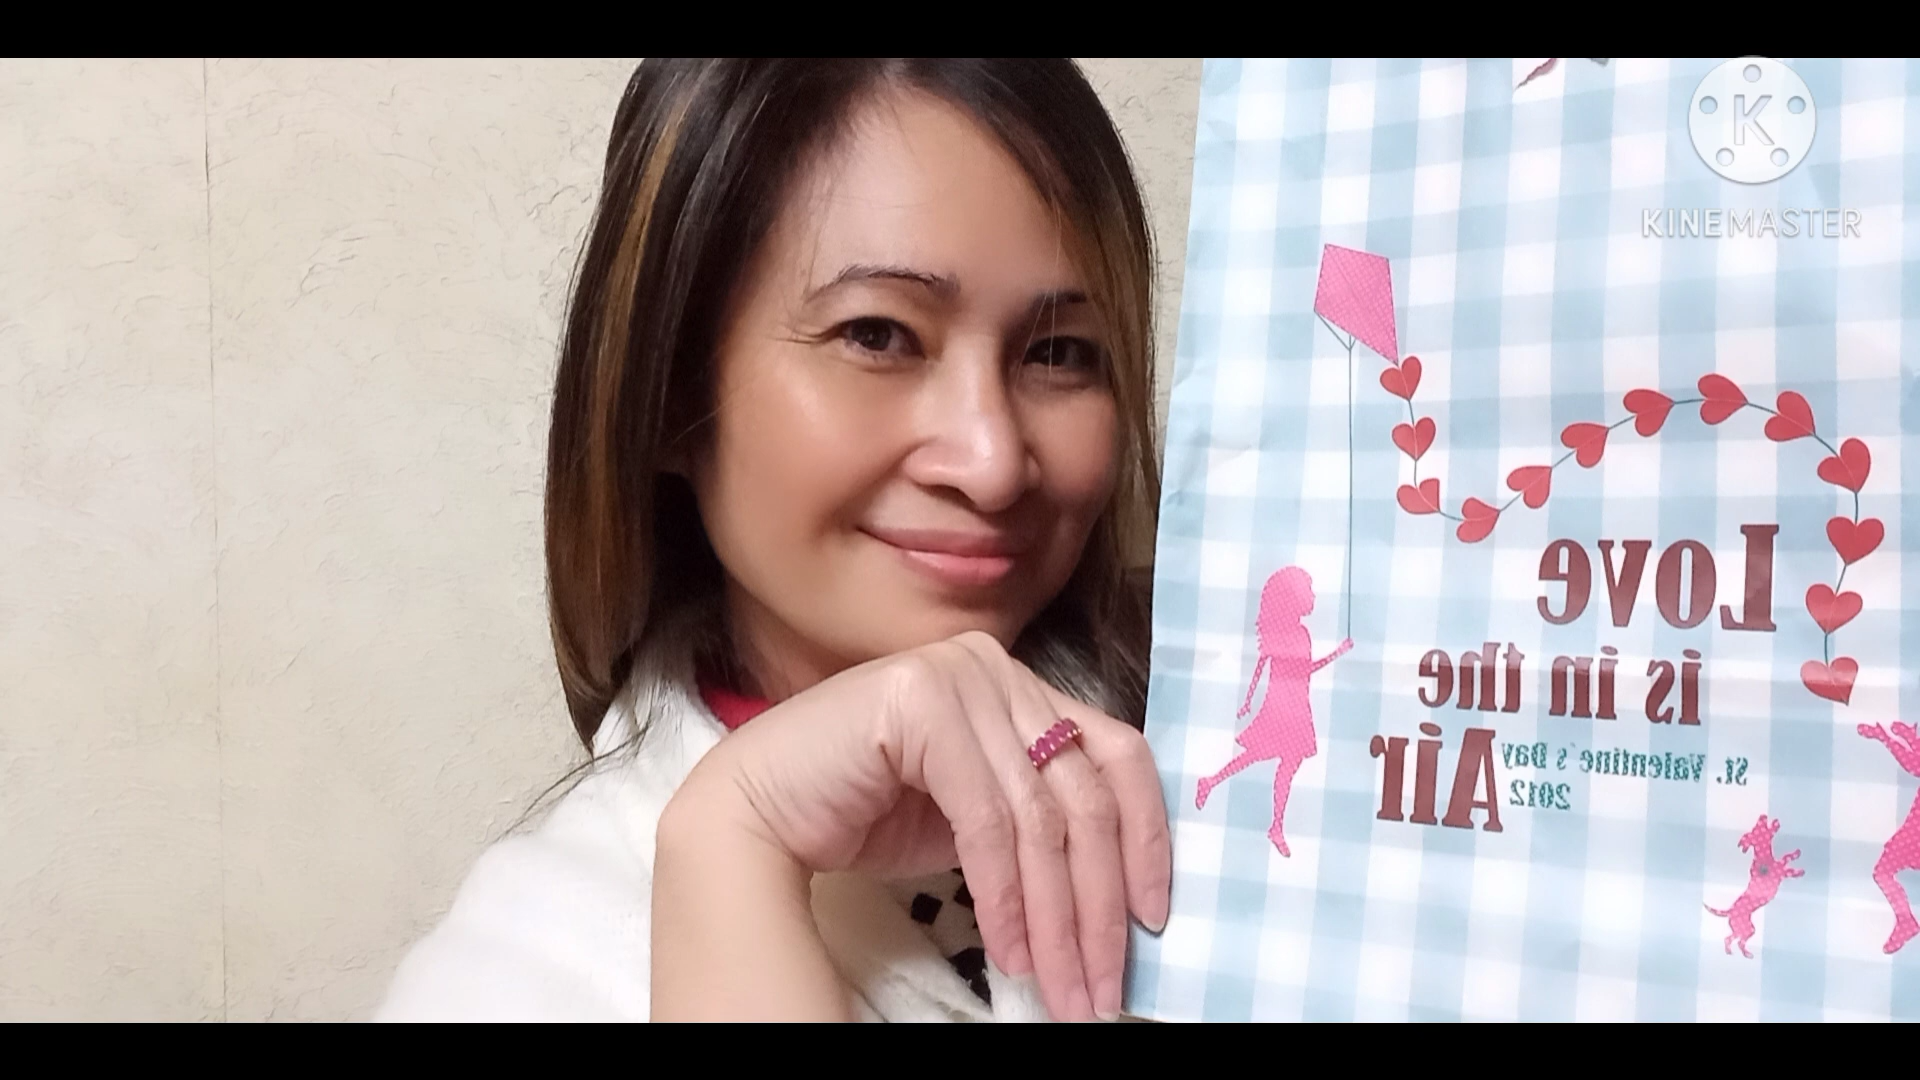 K
KINEMASTER
Love
is in the
Air
St. Valentine's Day
2012